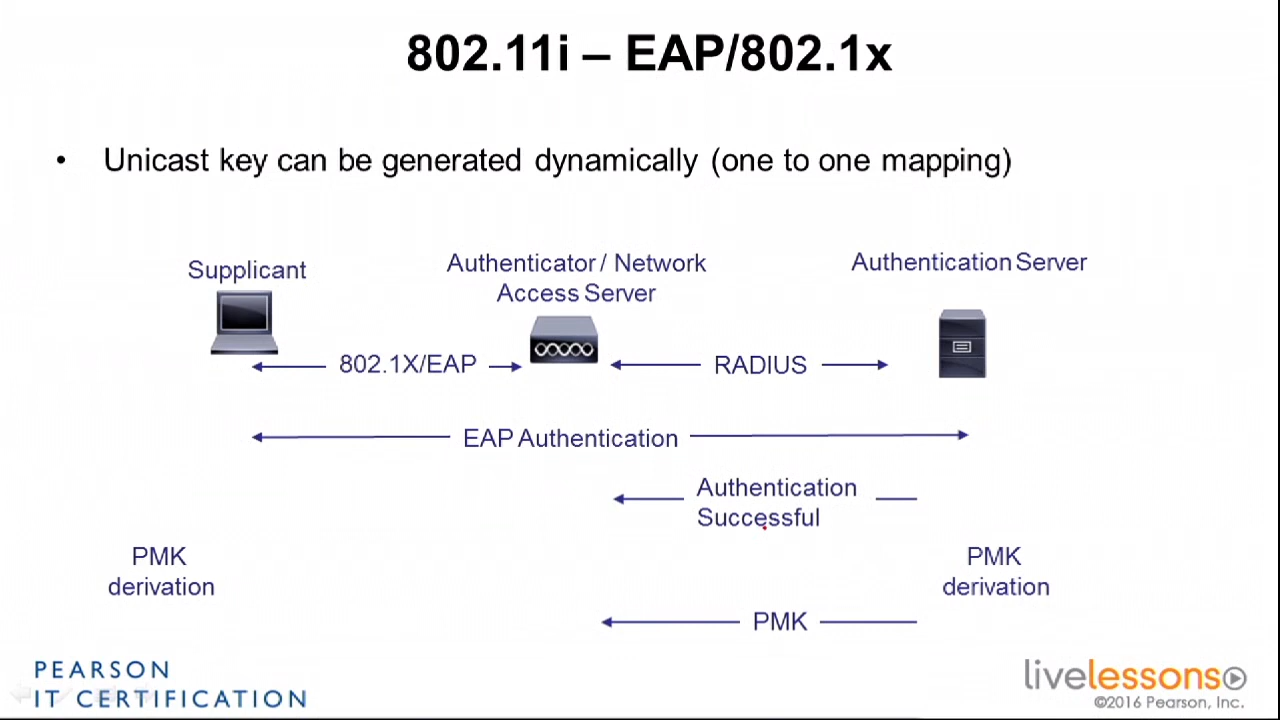 802.11i – EAP/802.1x
• Unicast key can be generated dynamically (one to one mapping)
Supplicant
Authenticator / Network
Access Server
Authentication Server
802.1X/EAP
RADIUS
EAP Authentication
Authentication
Successful
PMK
derivation
PMK
derivation
PMK
PEARSON
IT CERTIFICATION
livelessons
©2016 Pearson, Inc.